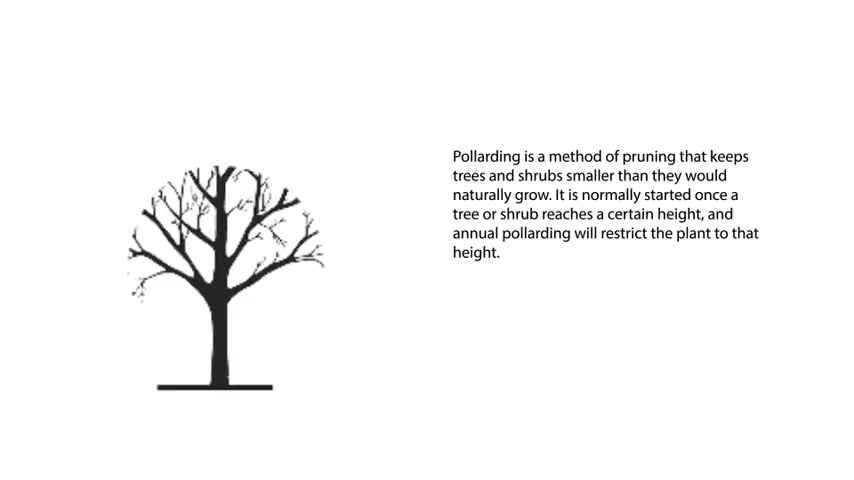 Pollarding is a method of pruning that keeps
trees and shrubs smaller than they would
naturally grow. It is normally started once a
tree or shrub reaches a certain height, and
annual pollarding will restrict the plant to that
height.